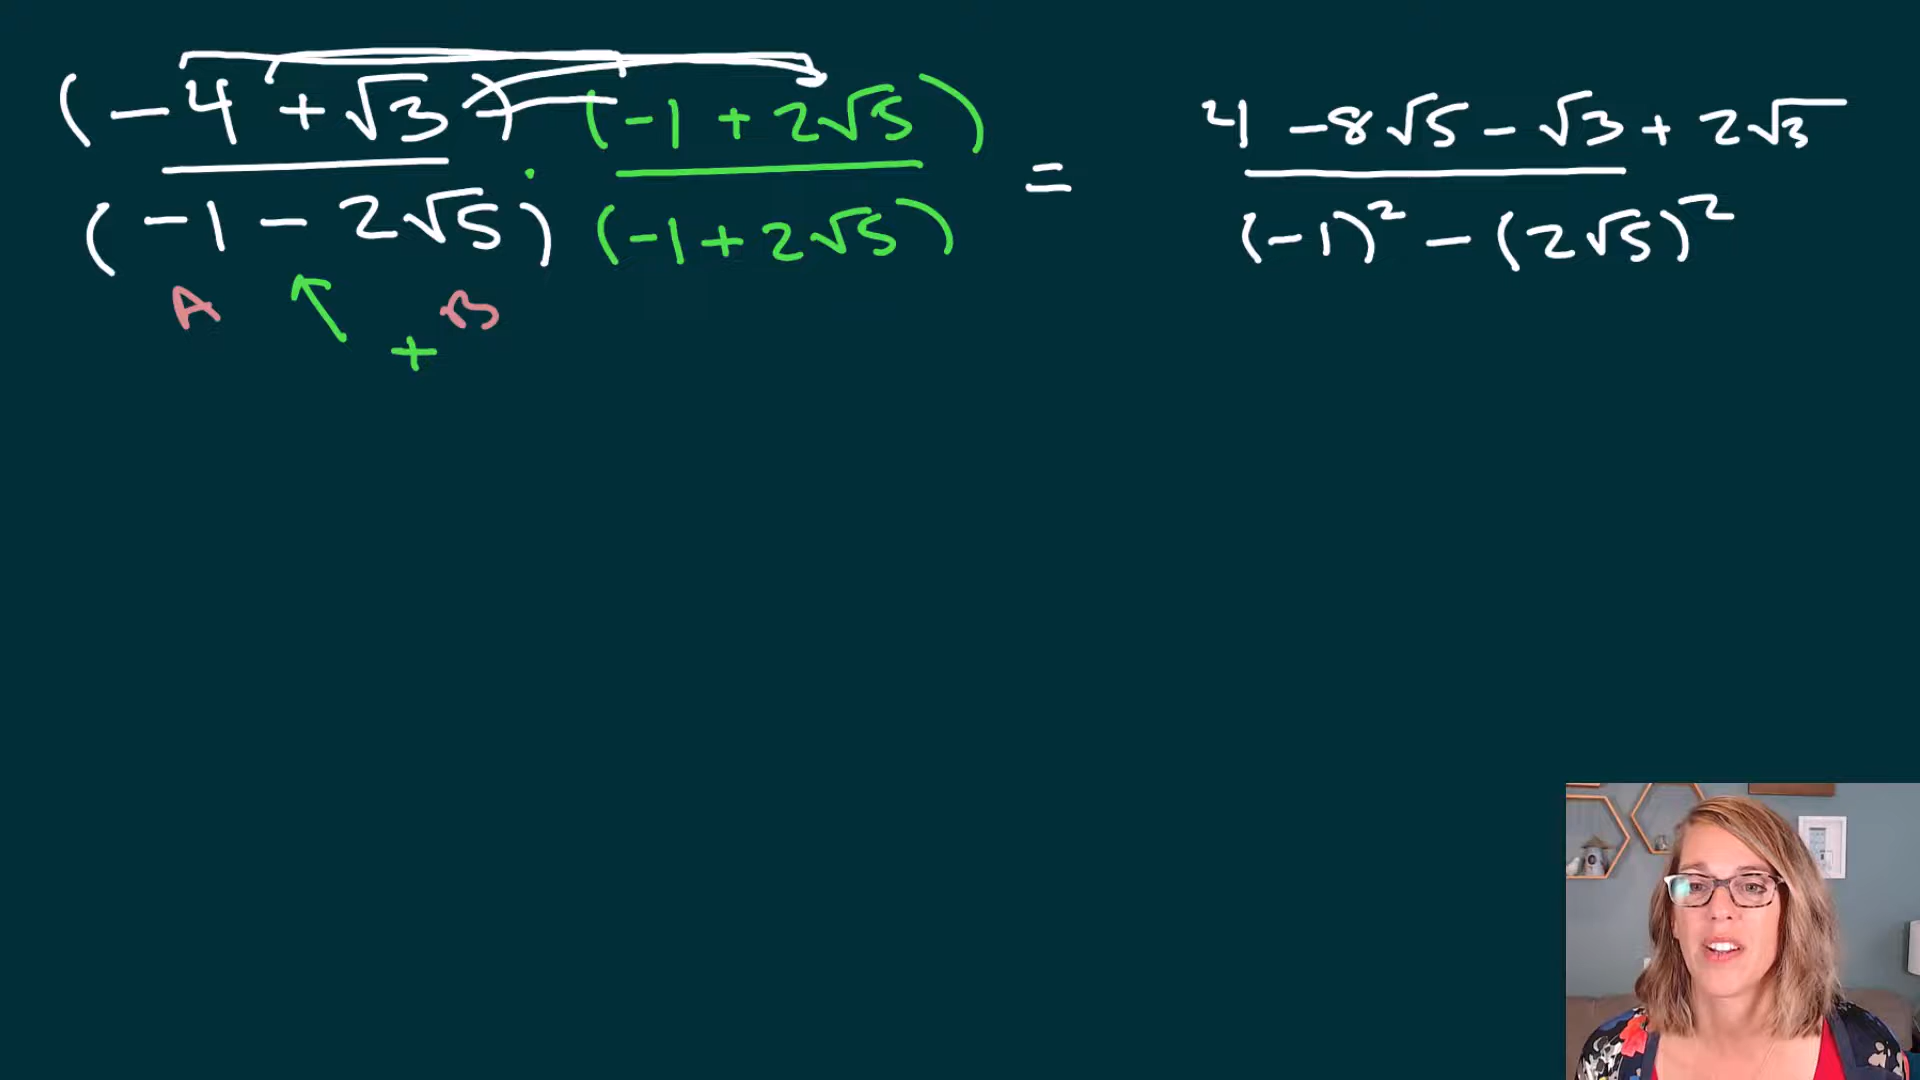 (-4 + √3) (-1 + 2√5) 4 - 8√5 - √3 + 2√3
(-1 - 2√5) · (-1 + 2√5) = (-1)² - (2√5)²
A B
+